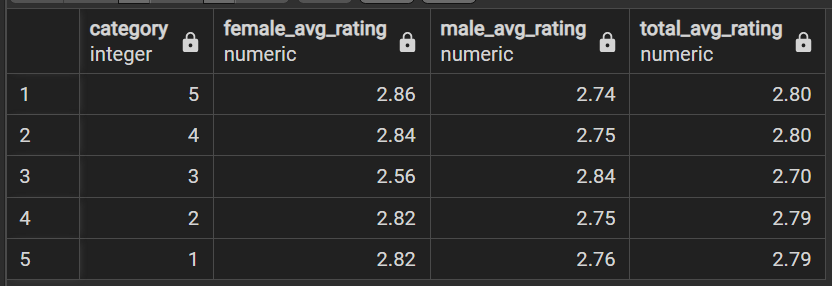 category female_avg_rating male_avg_rating total_avg_rating
integer numeric numeric numeric
1 5 2.86 2.74 2.80
2 4 2.84 2.75 2.80
3 3 2.56 2.84 2.70
4 2 2.82 2.75 2.79
5 1 2.82 2.76 2.79